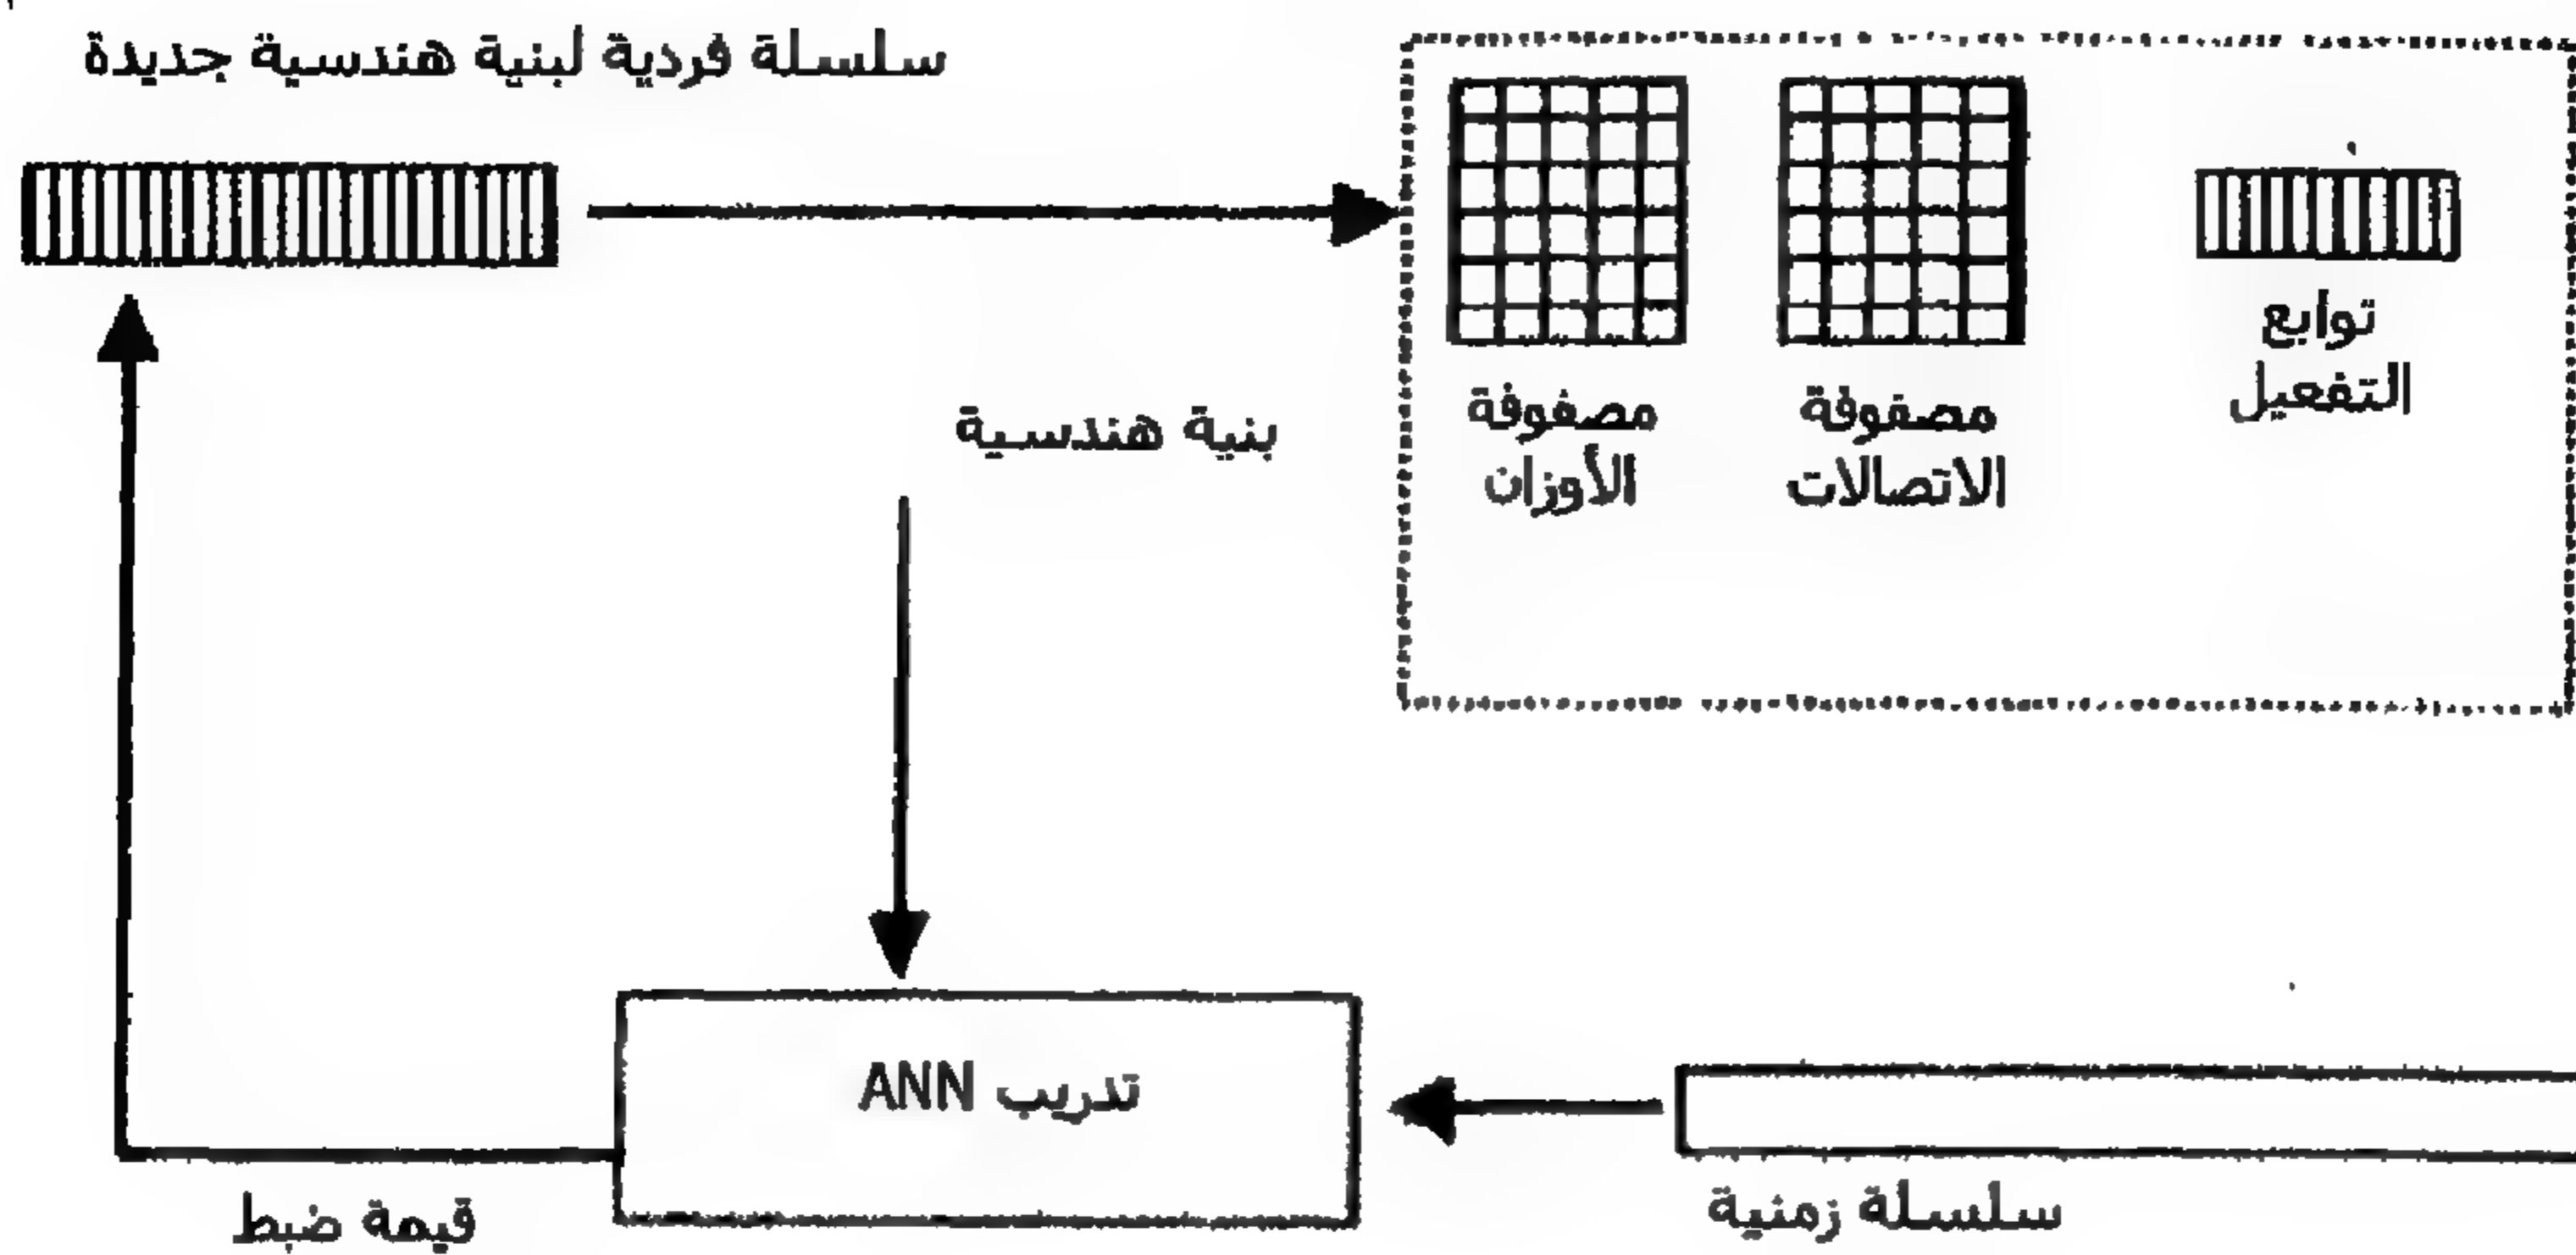 سلسلة فردية لبنية هندسية جديدة
توابع
التفعيل
مصفوفة
الاتصالات
مصفوفة
الأوزان
بنية هندسية
تدريب ANN
سلسلة زمنية
قيمة ضبط